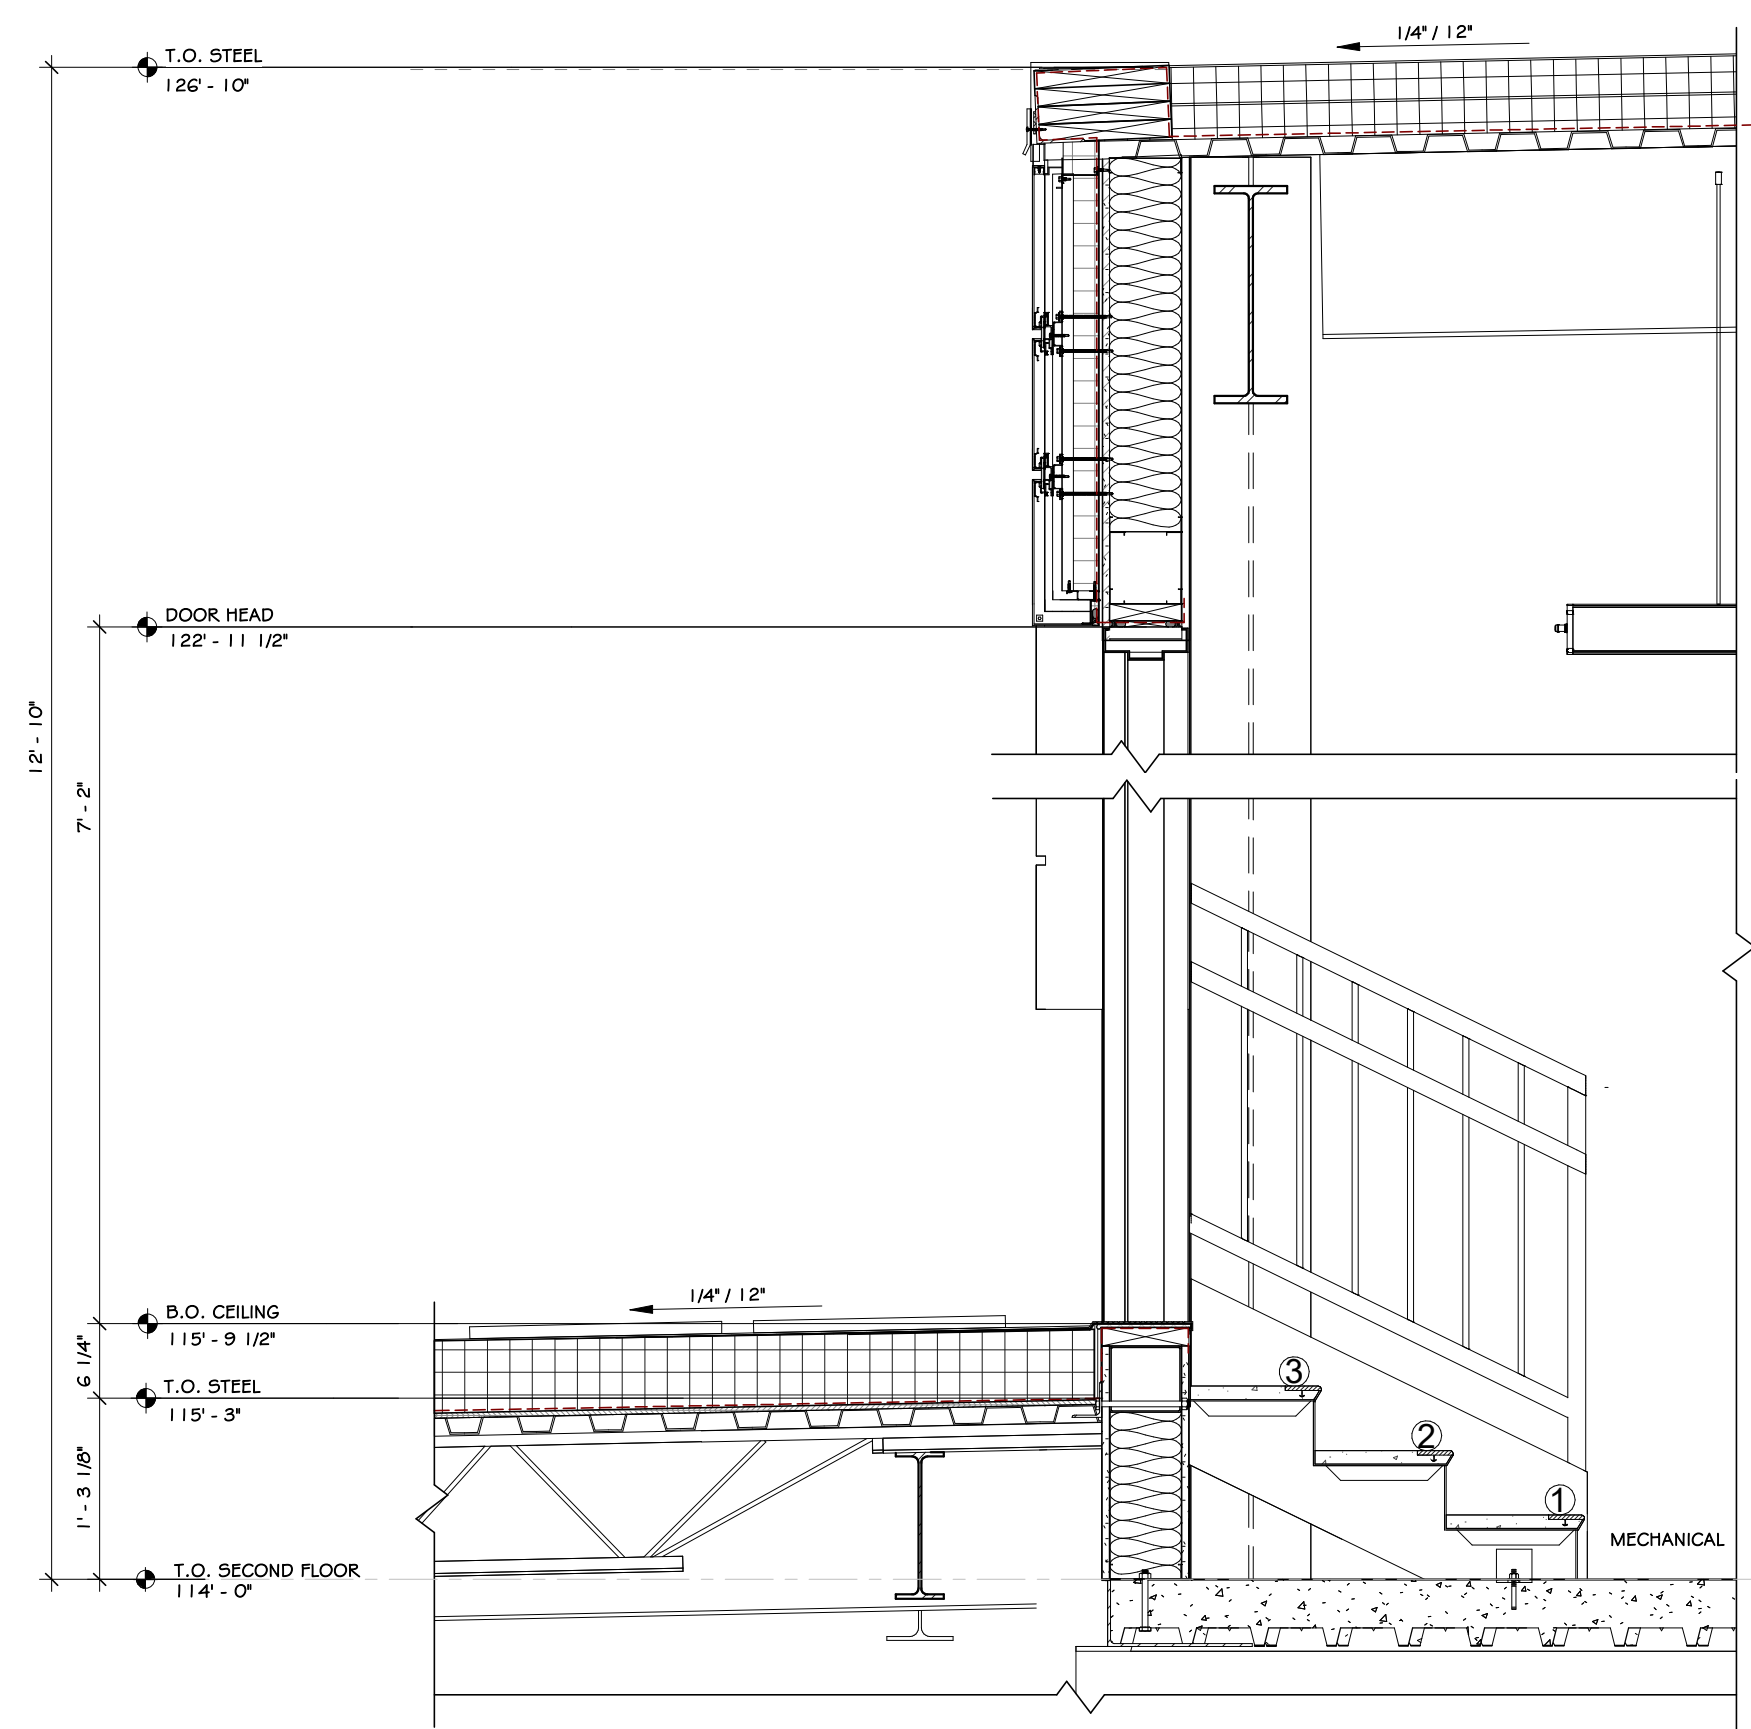 1/4" / 12"
T.O. STEEL
126' - 10"
DOOR HEAD
122' - 11 1/2"
12' - 10"
7' - 2"
1/4" / 12"
B.O. CEILING
115' - 9 1/2"
6 1/4"
T.O. STEEL
115' - 3"
3
2
1' - 3 1/8"
1
MECHANICAL
T.O. SECOND FLOOR
114' - 0"